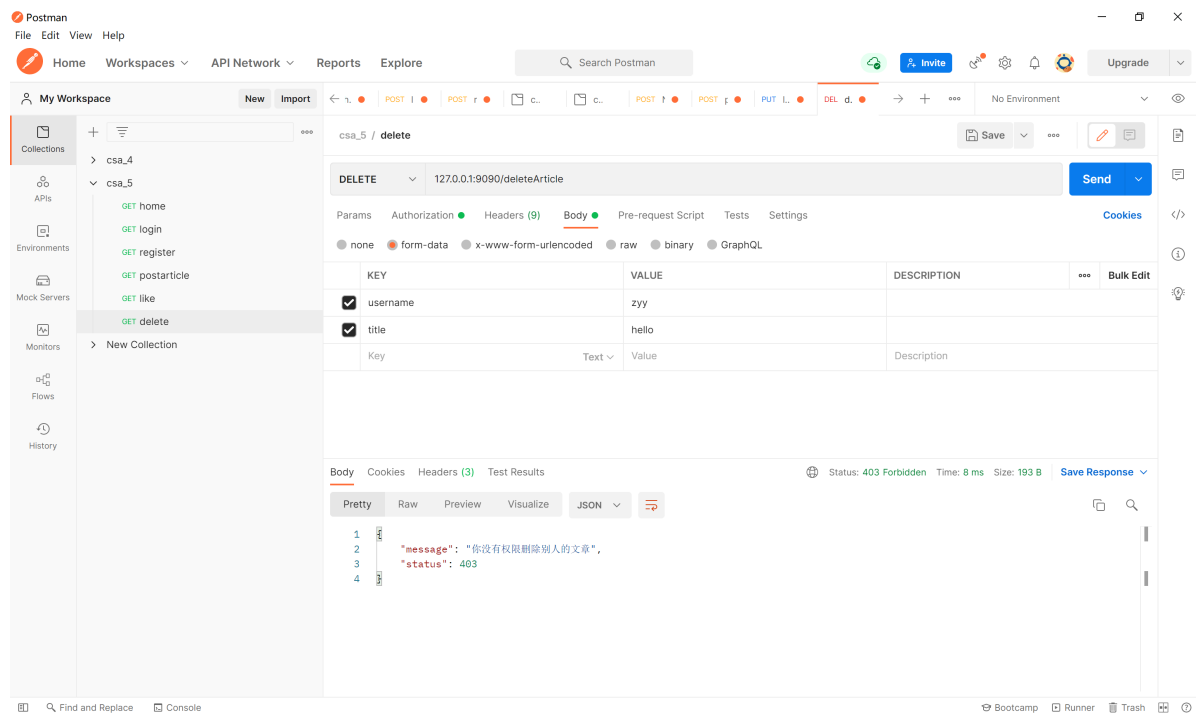 Postman
File Edit View Help
Home Workspaces API Network Reports Explore Search Postman Invite Upgrade
My Workspace New Import
POST POST POST POST PUT DEL d. No Environment
Collections
APIs
Environments
Mock Servers
Monitors
Flows
History
csa_4
csa_5
GET home
GET login
GET register
GET postarticle
GET like
GET delete
New Collection
csa_5 / delete Save
DELETE 127.0.0.1:9090/deleteArticle Send
Params Authorization Headers (9) Body Pre-request Script Tests Settings Cookies
none form-data x-www-form-urlencoded raw binary GraphQL
KEY VALUE DESCRIPTION Bulk Edit
username zyy
title hello
Key Text Value Description
Body Cookies Headers (3) Test Results Status: 403 Forbidden Time: 8 ms Size: 193 B Save Response
Pretty Raw Preview Visualize JSON
1 {
2 "message": "你没有权限删除别人的文章",
3 "status": 403
4 }
Find and Replace Console Bootcamp Runner Trash